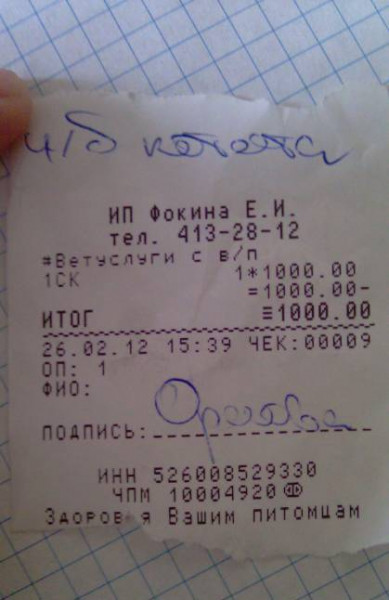 ч/б котота
ИП Фокина Е.И.
тел. 413-28-12
#Ветуслуги с в/п
1СК 1*1000.00
=1000.00-
ИТОГ ≡1000.00
26.02.12 15:39 ЧЕК:00009
ОП: 1
ФИО:
ПОДПИСЬ:
ИНН 526008529330
ЧПМ 10004920
Здоровья Вашим питомцам